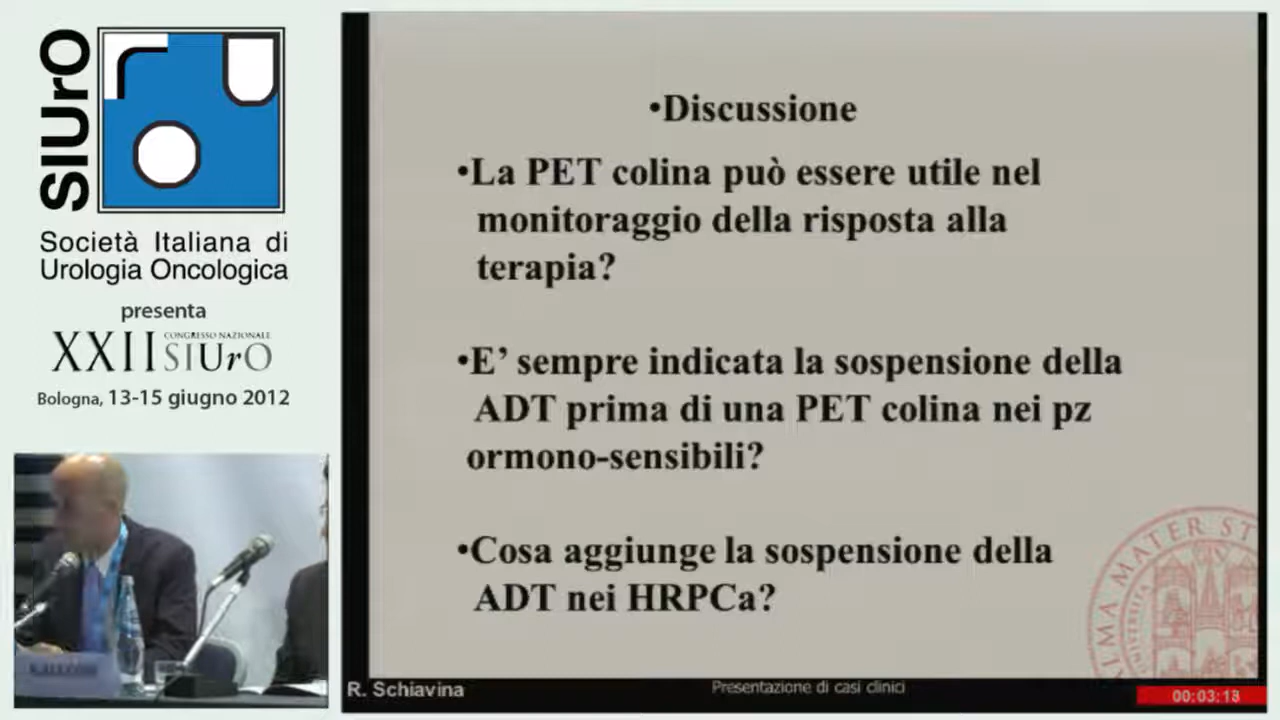 SIUrO
Società Italiana di
Urologia Oncologica
presenta
XXII CONGRESSO NAZIONALE
SIUrO
Bologna, 13-15 giugno 2012
•Discussione
•La PET colina può essere utile nel
monitoraggio della risposta alla
terapia?
•E’ sempre indicata la sospensione della
ADT prima di una PET colina nei pz
ormono-sensibili?
•Cosa aggiunge la sospensione della
ADT nei HRPCa?
MATER
R. Schiavina
Presentazione di casi clinici
00:03:18